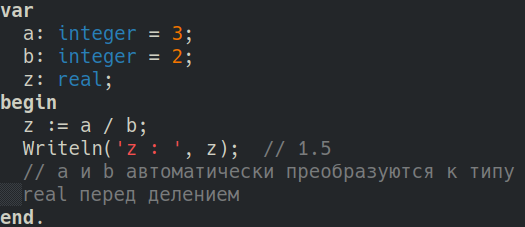 var
  a: integer = 3;
  b: integer = 2;
  z: real;
begin
  z := a / b;
  Writeln('z : ', z);  // 1.5
  // a и b автоматически преобразуются к типу
  real перед делением
end.